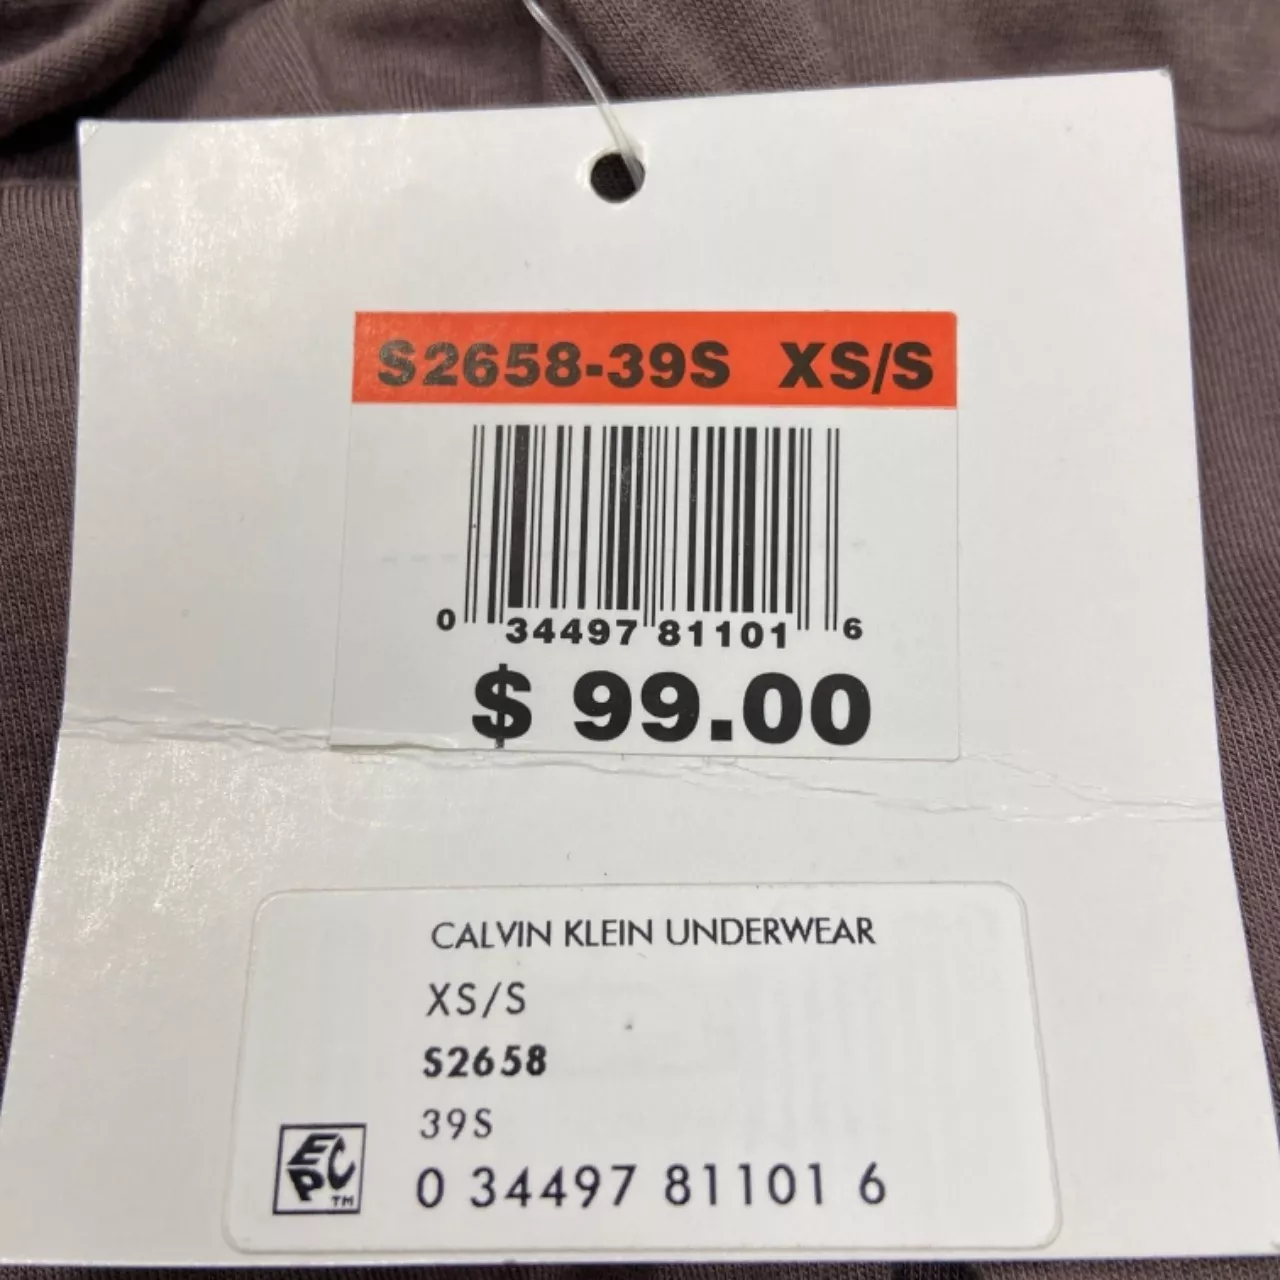 S2658-39S XS/S
0 34497 81101 6
$ 99.00
CALVIN KLEIN UNDERWEAR
XS/S
S2658
39S
EPC TM
0 34497 81101 6